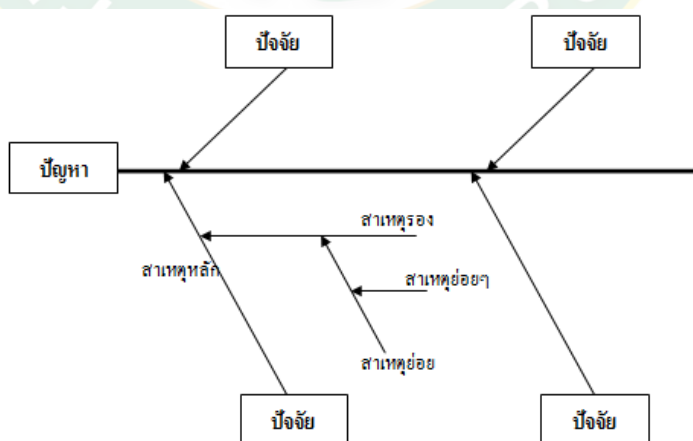 ปัจจัย
ปัจจัย
ปัญหา
สาเหตุรอง
สาเหตุหลัก
สาเหตุย่อยๆ
สาเหตุย่อย
ปัจจัย
ปัจจัย